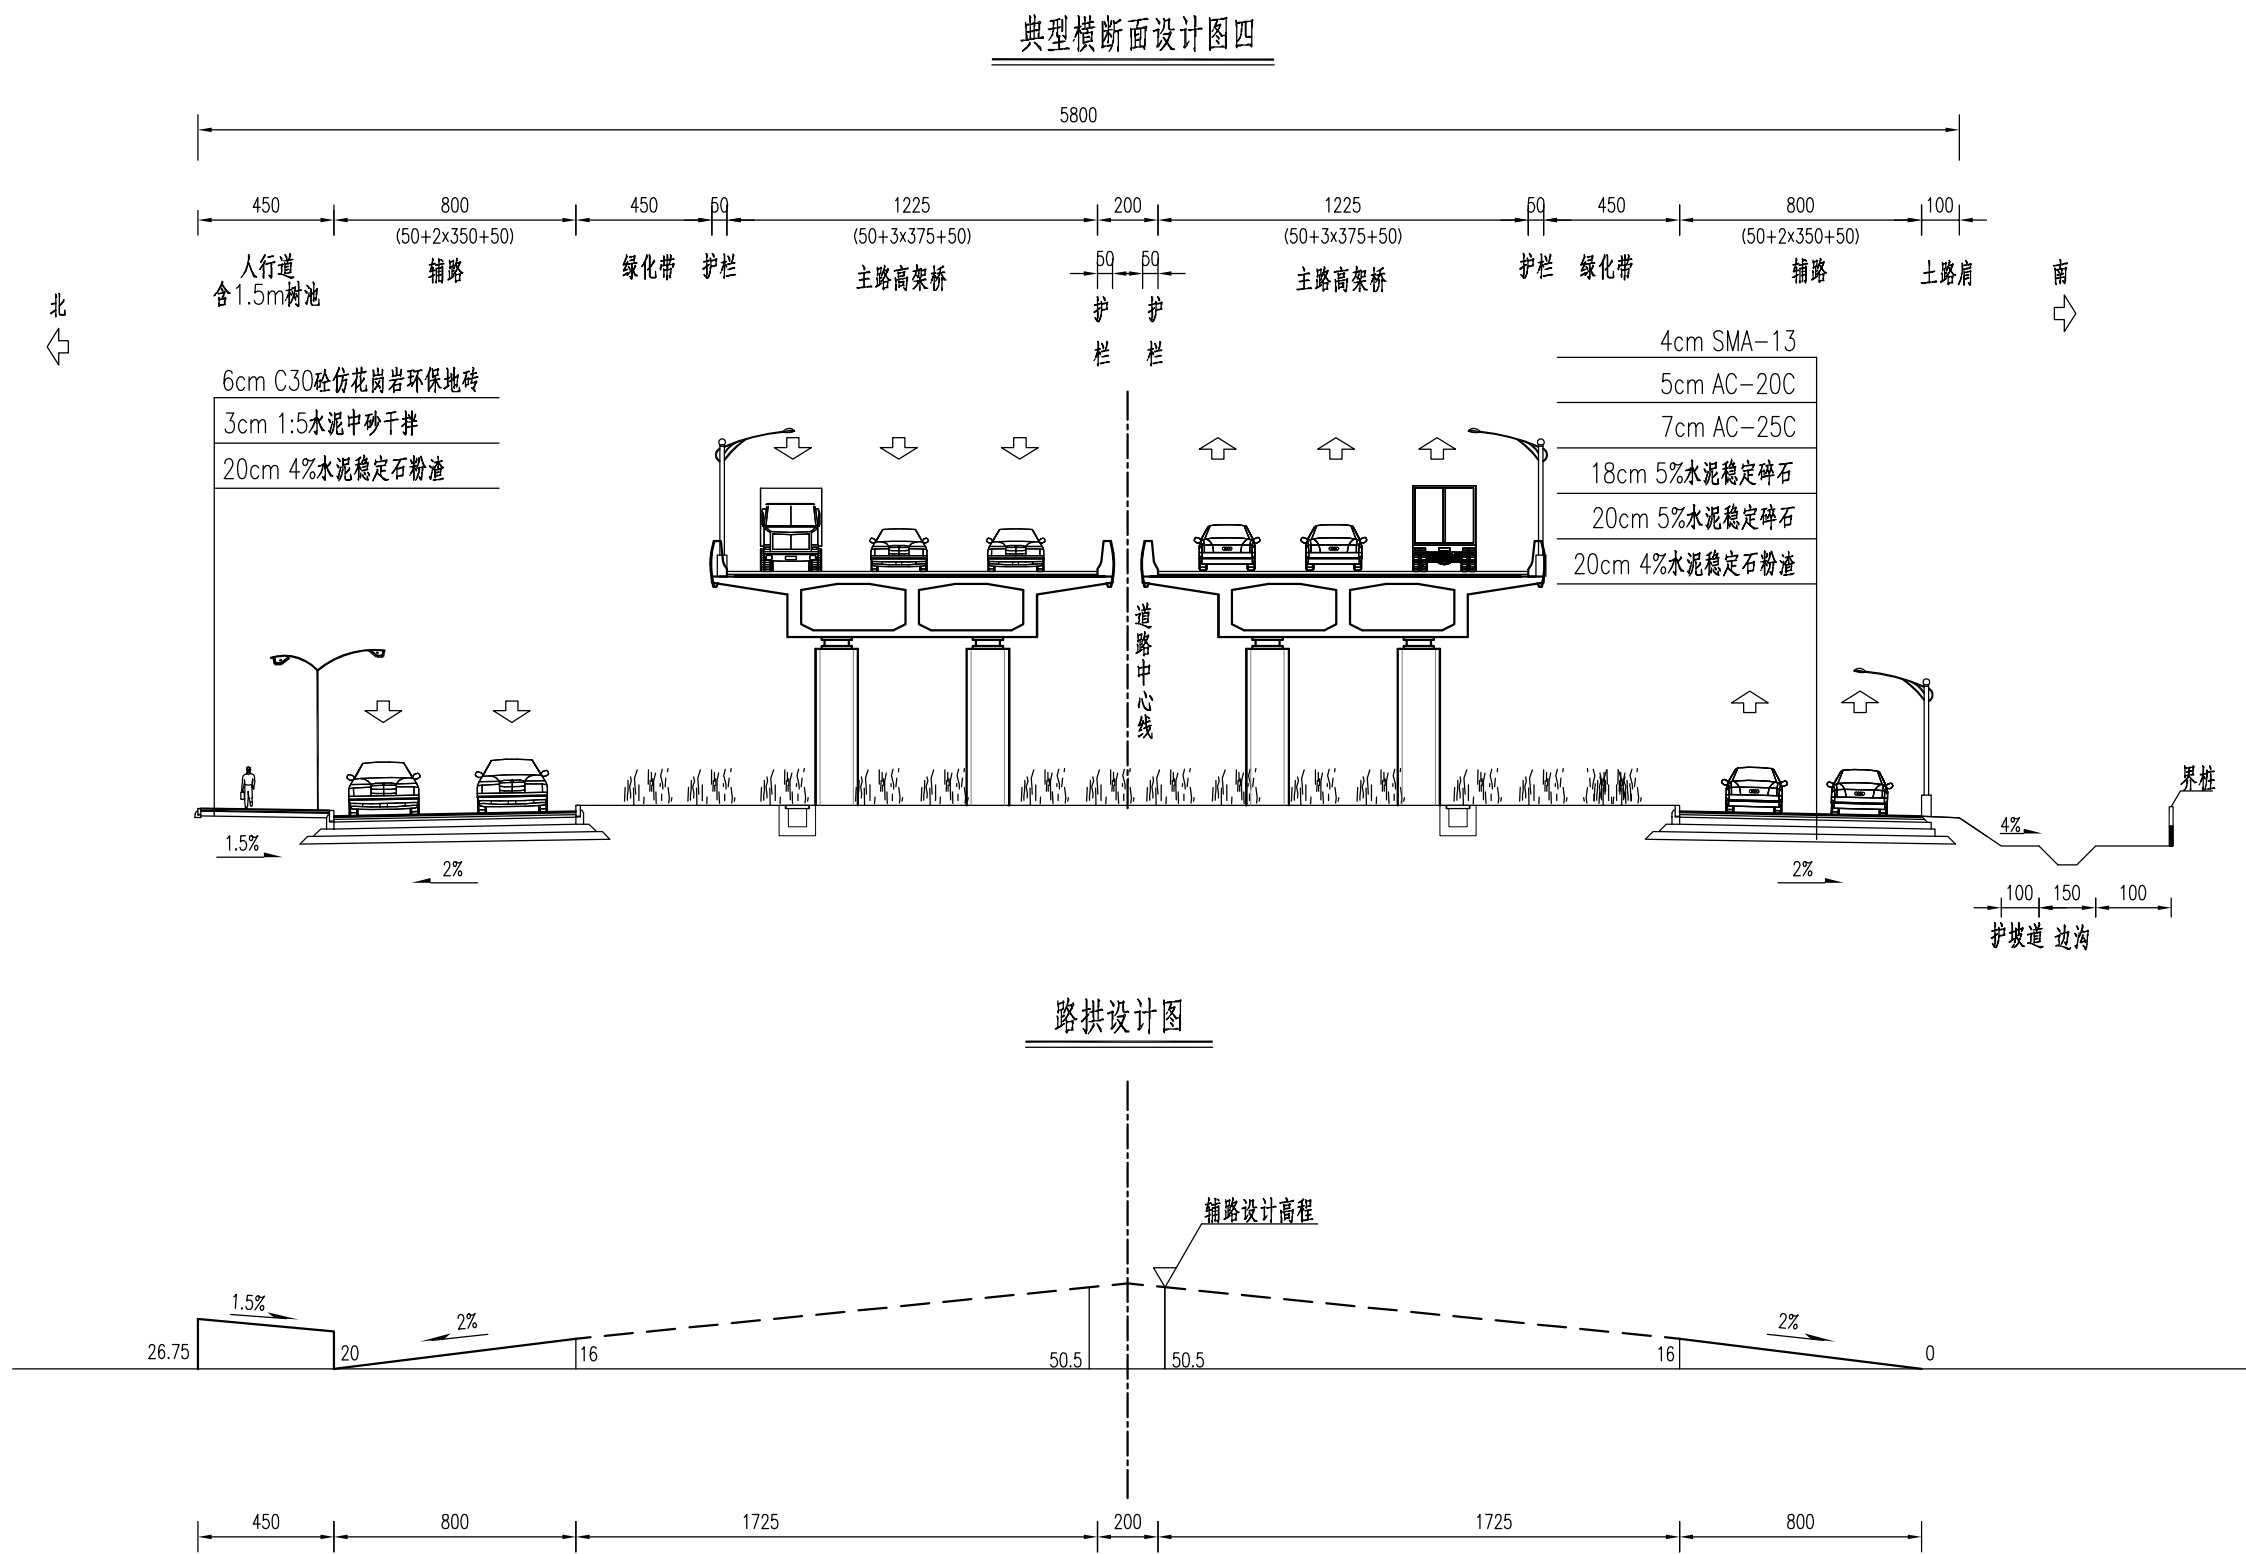 典型横断面设计图四
5800
450 800 450 50 1225 200 1225 50 450 800 100
(50+2x350+50) (50+3x375+50) (50+3x375+50) (50+2x350+50)
人行道 辅路 绿化带 护栏 主路高架桥 50 50 主路高架桥 护栏 绿化带 辅路 土路肩
含1.5m树池
护栏 护栏
北 南
6cm C30砼仿花岗岩环保地砖
3cm 1:5水泥中砂干拌
20cm 4%水泥稳定石粉渣
4cm SMA-13
5cm AC-20C
7cm AC-25C
18cm 5%水泥稳定碎石
20cm 5%水泥稳定碎石
20cm 4%水泥稳定石粉渣
道路中心线
界桩
1.5% 2% 2% 4%
100 150 100
护坡道 边沟
路拱设计图
辅路设计高程
1.5% 2% 2%
26.75 20 16 50.5 50.5 16 0
450 800 1725 200 1725 800